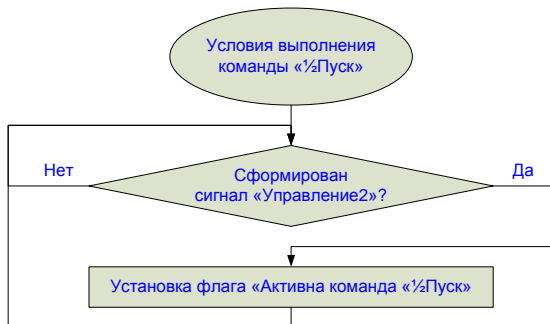 Условия выполнения
команды «½Пуск»
Нет
Сформирован
сигнал «Управление2»?
Да
Установка флага «Активна команда «½Пуск»